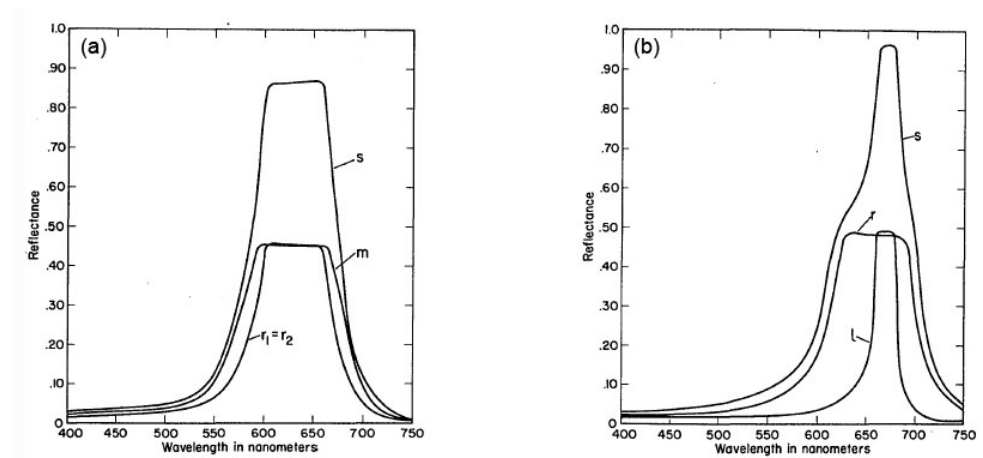 (a)
1.0
.90
.80
.70
.60
.50
.40
.30
.20
.10
0
Reflectance
s
m
r₁=r₂
400 450 500 550 600 650 700 750
Wavelength in nanometers
(b)
1.0
.90
.80
.70
.60
.50
.40
.30
.20
.10
0
Reflectance
s
r
l
400 450 500 550 600 650 700 750
Wavelength in nanometers